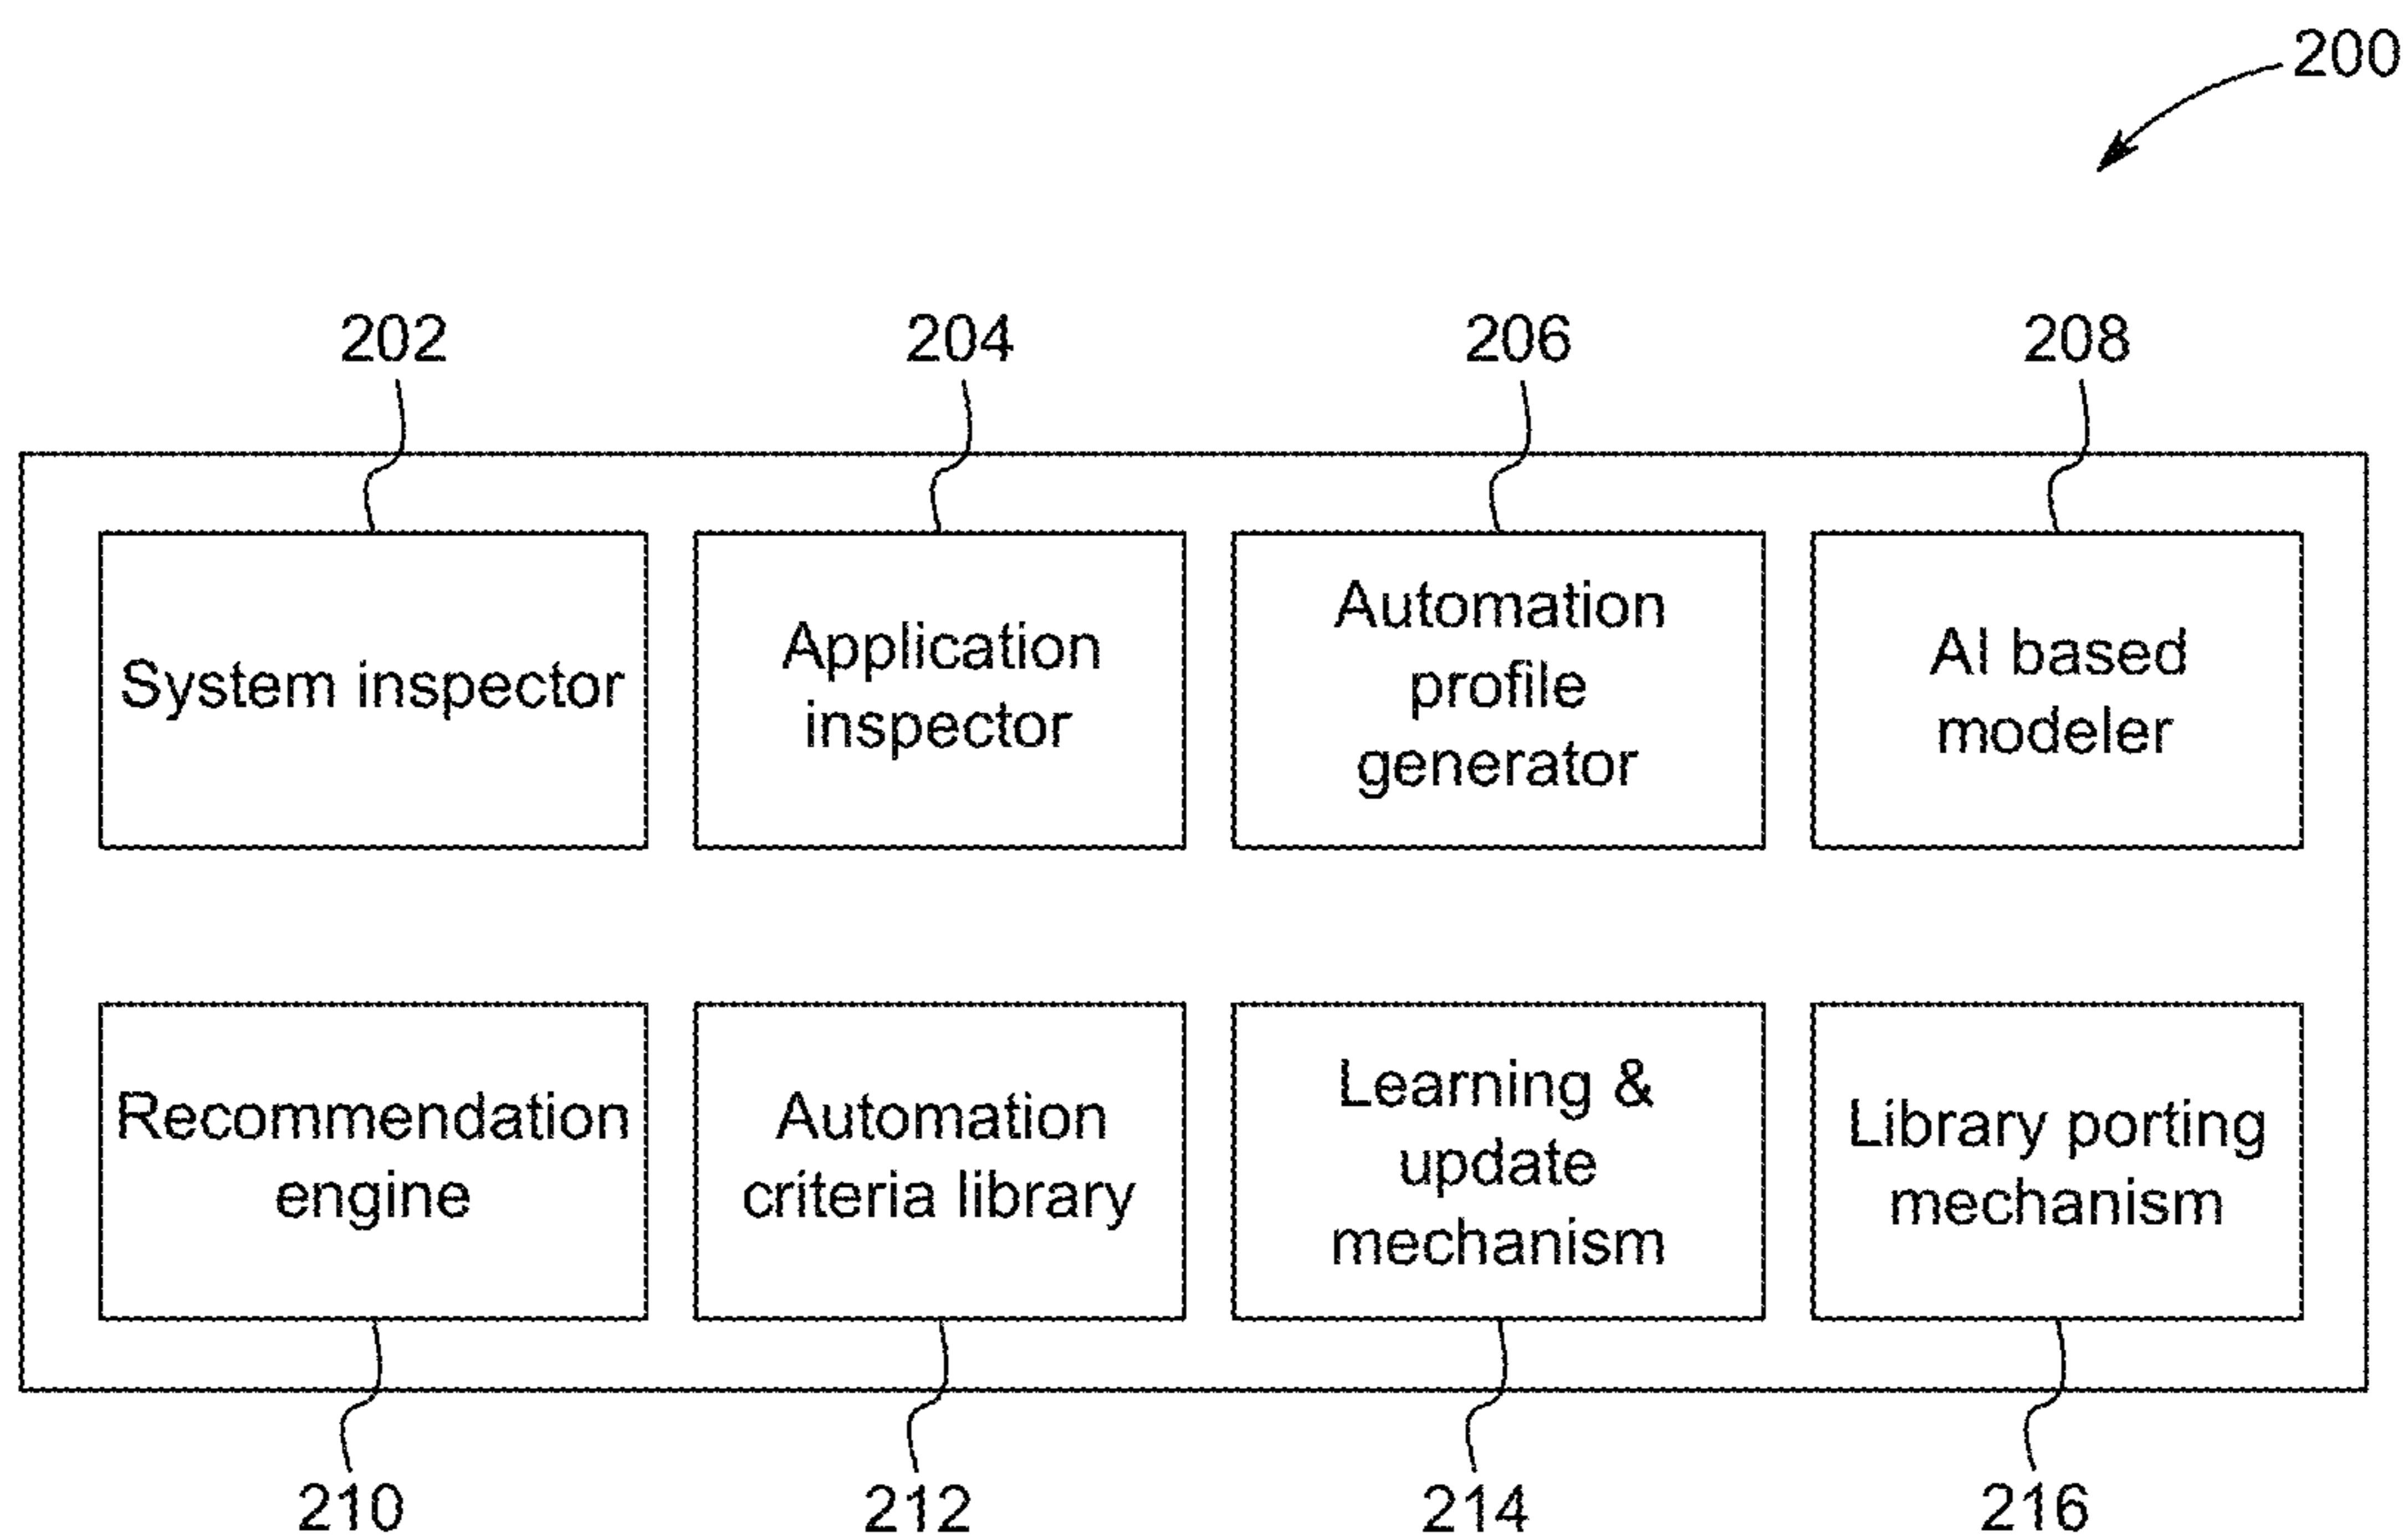 200
202
204
206
208
System inspector
Application
inspector
Automation
profile
generator
AI based
modeler
Recommendation
engine
Automation
criteria library
Learning &
update
mechanism
Library porting
mechanism
210
212
214
216